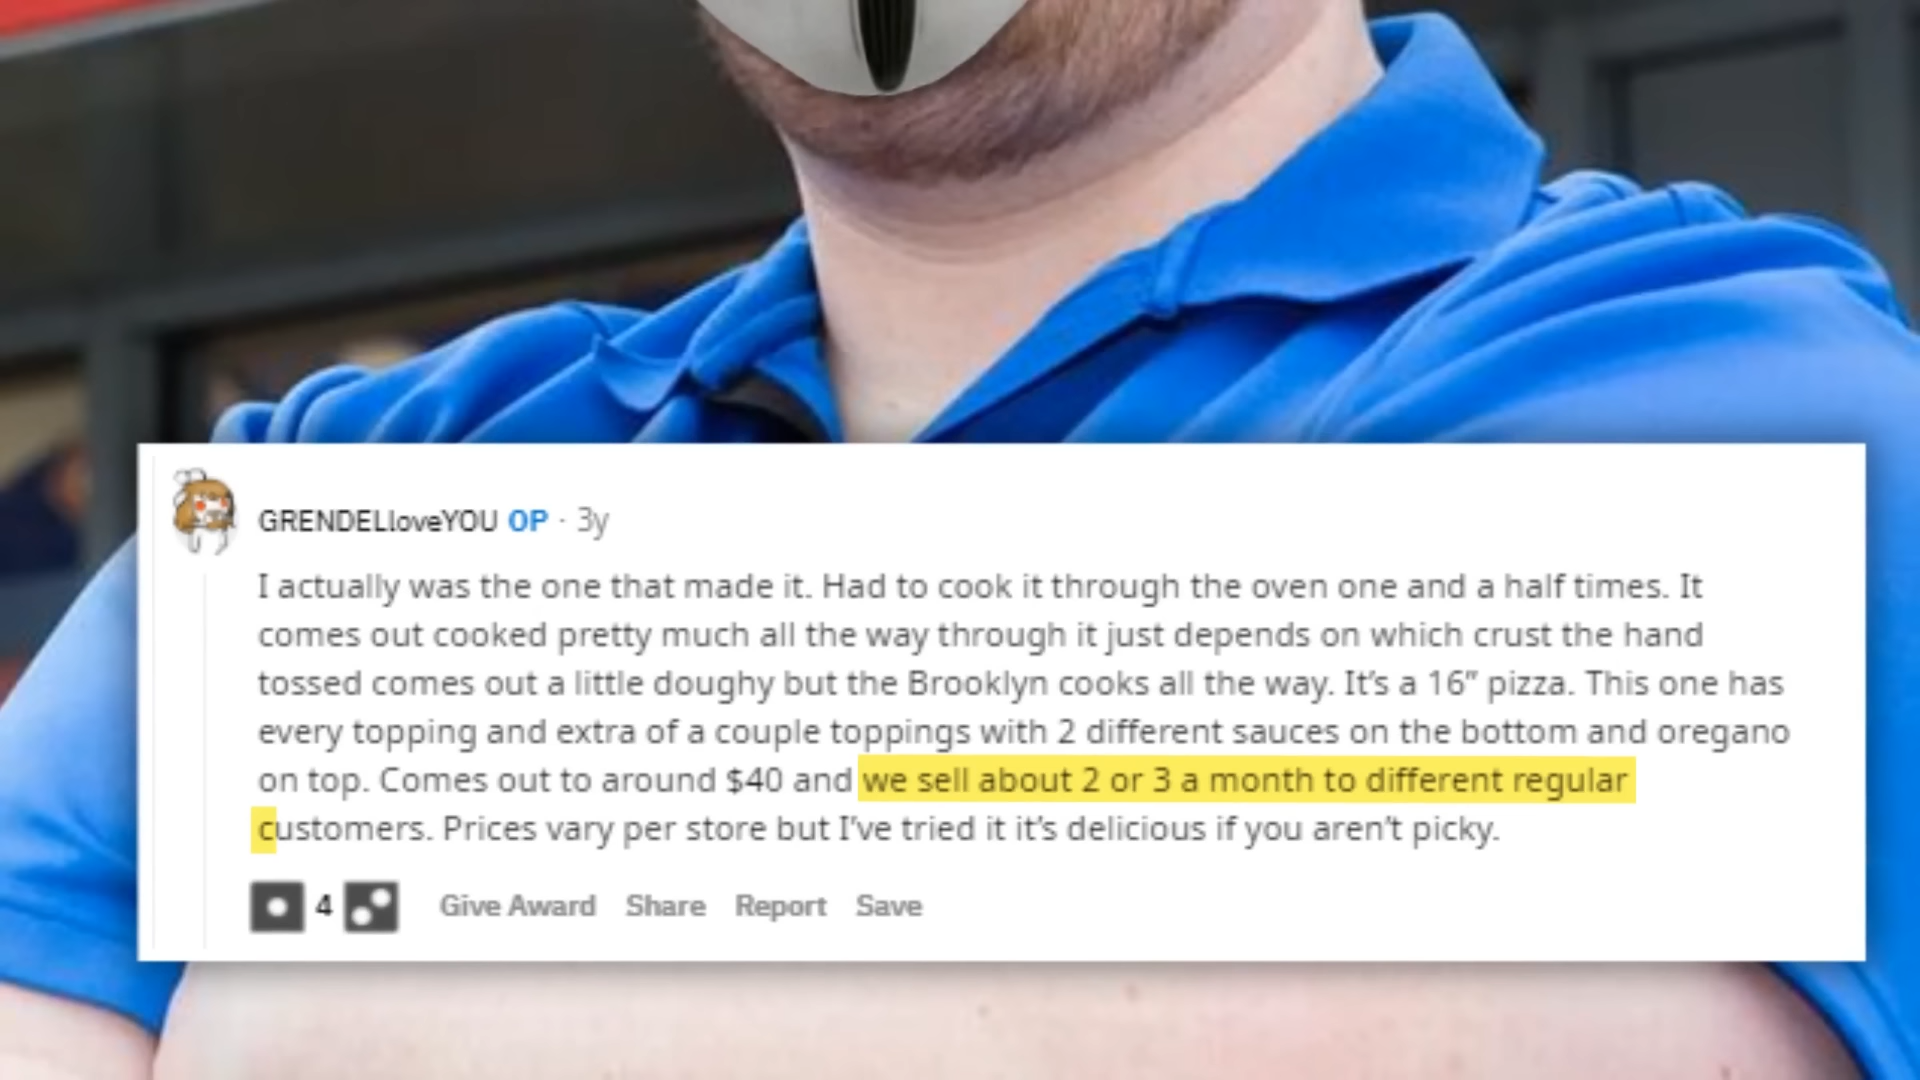 GRENDELloveYOU OP · 3y
I actually was the one that made it. Had to cook it through the oven one and a half times. It
comes out cooked pretty much all the way through it just depends on which crust the hand
tossed comes out a little doughy but the Brooklyn cooks all the way. It’s a 16” pizza. This one has
every topping and extra of a couple toppings with 2 different sauces on the bottom and oregano
on top. Comes out to around $40 and we sell about 2 or 3 a month to different regular
customers. Prices vary per store but I’ve tried it it’s delicious if you aren’t picky.
4 Give Award Share Report Save